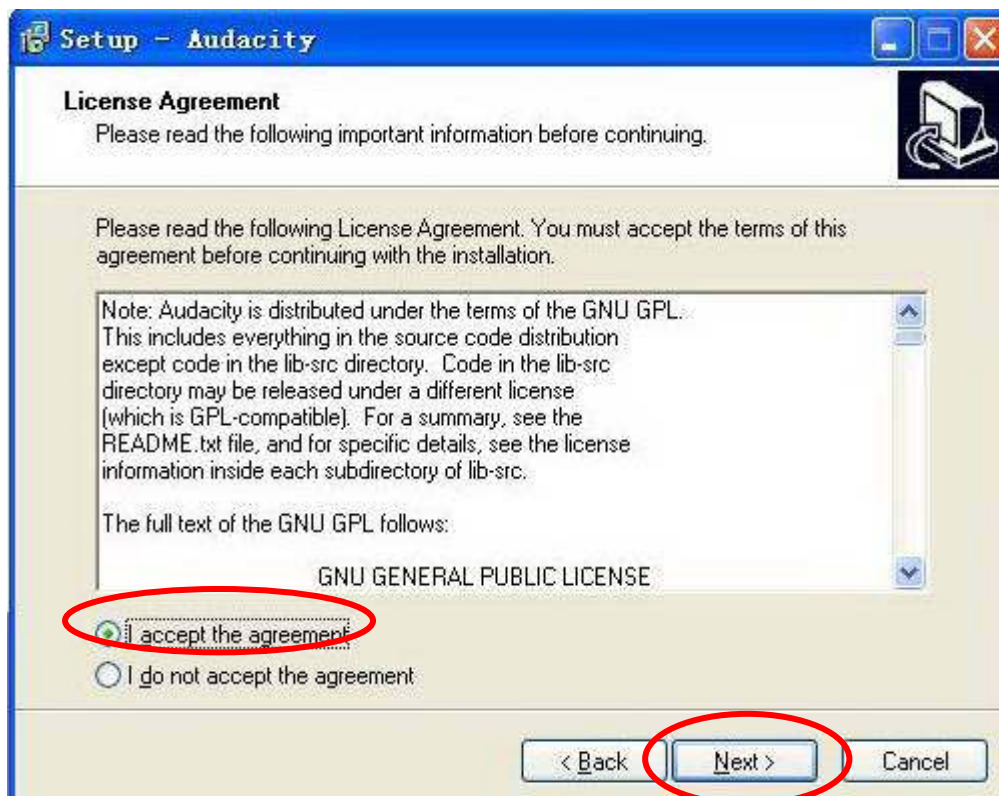 Setup - Audacity
License Agreement
Please read the following important information before continuing.
Please read the following License Agreement. You must accept the terms of this
agreement before continuing with the installation.
Note: Audacity is distributed under the terms of the GNU GPL.
This includes everything in the source code distribution
except code in the lib-src directory. Code in the lib-src
directory may be released under a different license
(which is GPL-compatible). For a summary, see the
README.txt file, and for specific details, see the license
information inside each subdirectory of lib-src.
The full text of the GNU GPL follows:
GNU GENERAL PUBLIC LICENSE
I accept the agreement
I do not accept the agreement
< Back
Next >
Cancel